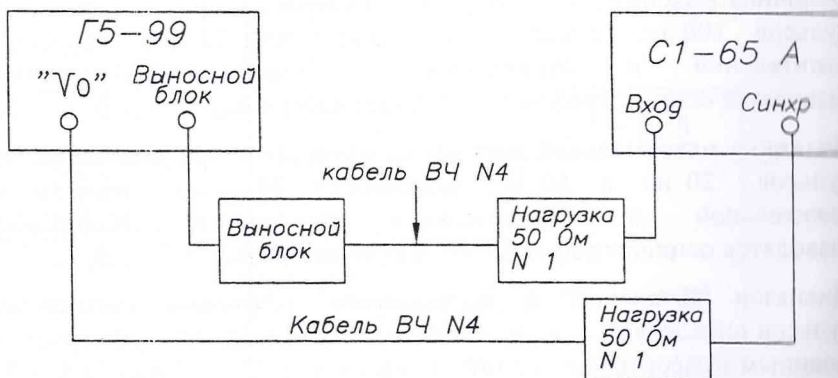 Г5-99
"V0"
Выносной
блок
С1-65 А
Вход
Синхр
кабель ВЧ N4
Выносной
блок
Нагрузка
50 Ом
N 1
Кабель ВЧ N4
Нагрузка
50 Ом
N 1